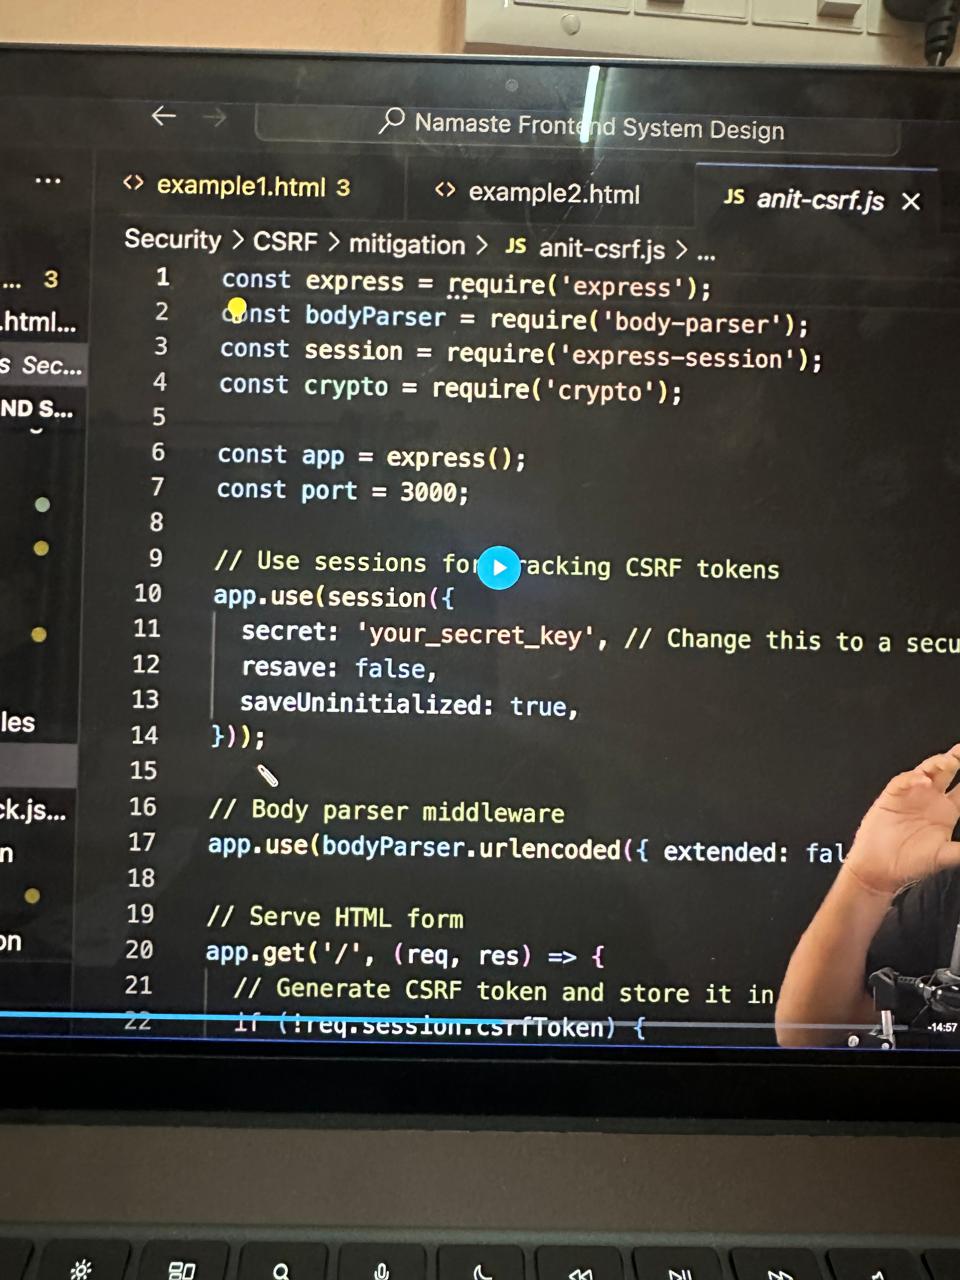 Namaste Frontend System Design
...
example1.html 3
example2.html
JS anit-csrf.js
Security > CSRF > mitigation > JS anit-csrf.js > ...
... 3
.html...
s Sec...
ND S...
les
ck.js...
n
on
1 const express = require('express');
2 const bodyParser = require('body-parser');
3 const session = require('express-session');
4 const crypto = require('crypto');
5
6 const app = express();
7 const port = 3000;
8
9 // Use sessions for tracking CSRF tokens
10 app.use(session({
11 secret: 'your_secret_key', // Change this to a secu
12 resave: false,
13 saveUninitialized: true,
14 }));
15
16 // Body parser middleware
17 app.use(bodyParser.urlencoded({ extended: fal
18
19 // Serve HTML form
20 app.get('/', (req, res) => {
21 // Generate CSRF token and store it in
22 if (!req.session.csrfToken) {
-14:57